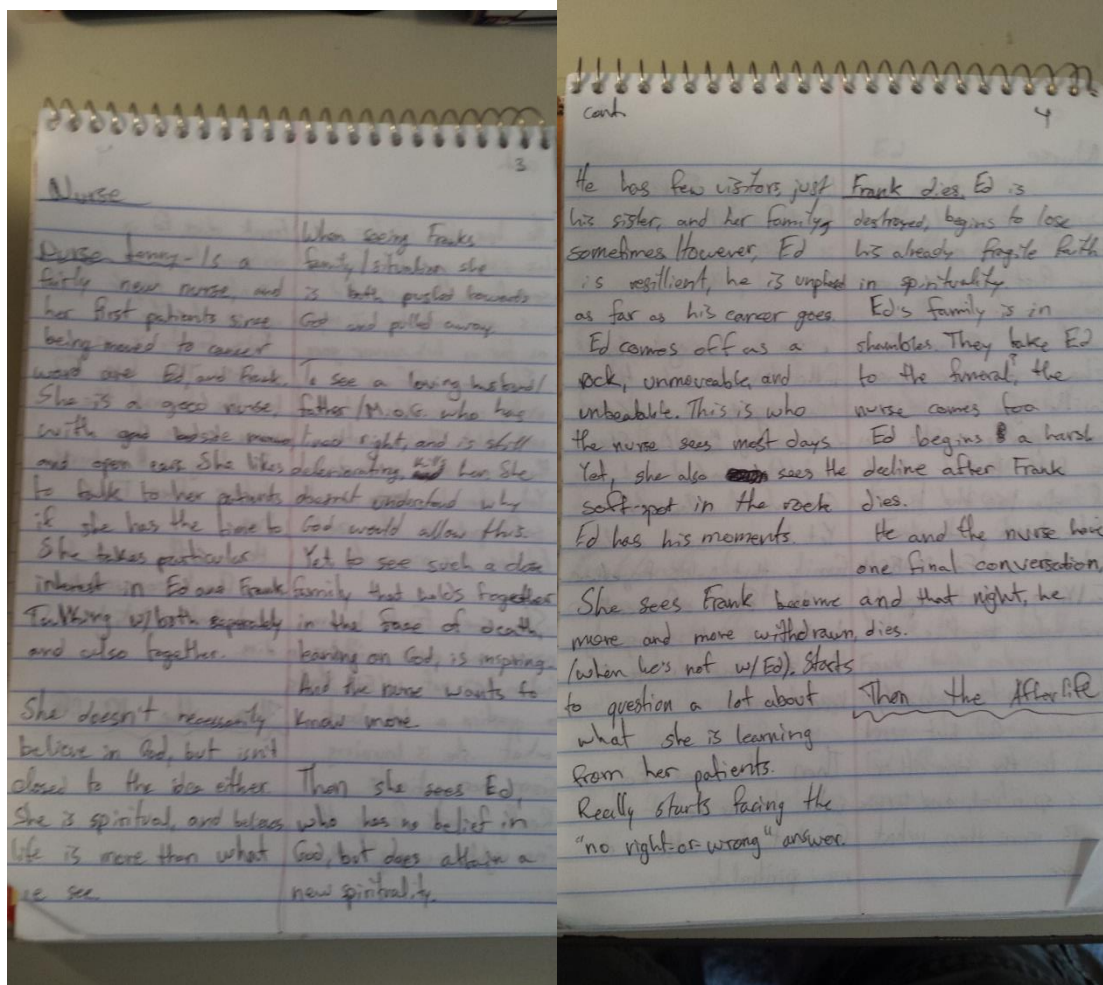 3
Nurse
Nurse Jenny - Is a
fairly new nurse, and
her first patients since
being moved to cancer
ward are Ed, and Frank.
She is a good nurse,
with good bedside
and open ears. She likes
to talk to her patients
if she has the time to
She takes particular
interest in Ed and Frank
Talking w/both
and also together.
She doesn't necessarily
believe in God, but isn't
closed to the idea either.
She is spiritual, and
life is more than what
we see.
When seeing Franks
family/situation she
is both pushed towards
God and pulled away
To see a loving husband/
father/M.o.G. who has
lived right, and is still
deteriorating, her. She
doesn't understand why
God would allow this.
Yet to see such a close
family that holds together
in the face of death,
leaning on God, is inspiring.
And the nurse wants to
know more.
Then she sees Ed,
who has no belief in
God, but does attain a
new spiritrality.
cont. 4
He has few vistors, just
his sister, and her family,
sometimes However, Ed
is resillient, he is
as far as his career goes.
Ed comes off as a
rock, unmoveable, and
unbeatable. This is who
the nurse sees most days
Yet, she also sees the
soft-spot in the rock
Ed has his moments.
She sees Frank become
more and more withdrawn,
(when he's not w/Ed). Starts
to question a lot about
what she is learning
from her patients.
Really starts facing the
"no right-or-wrong" answer.
Frank dies. Ed is
destroyed, begins to lose
his already fragile faith
in spirituality
Ed's family is in
shambles. They take Ed
to the funeral? the
nurse comes too
Ed begins a harsh
decline after Frank
dies.
He and the nurse have
one final conversation,
and that night, he
dies.
Then the Afterlife